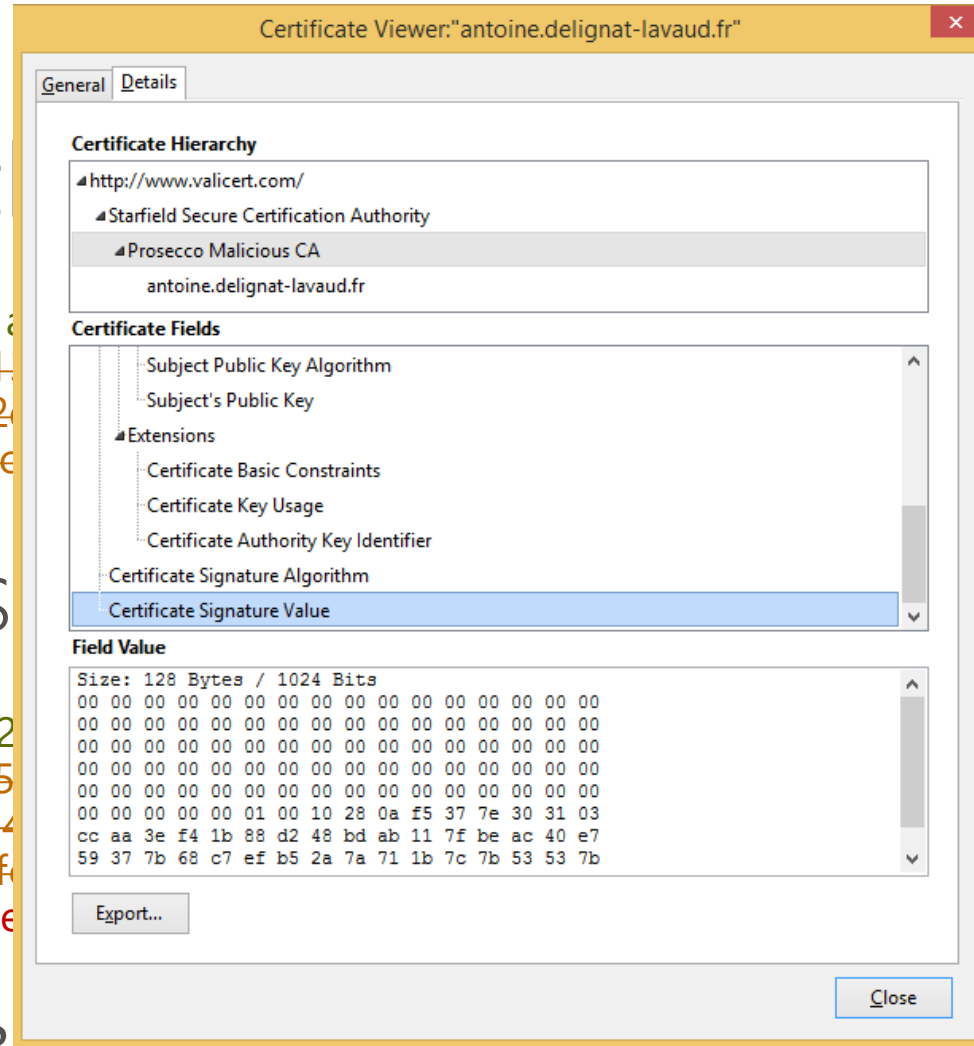 Certificate Viewer:"antoine.delignat-lavaud.fr"
General Details
Certificate Hierarchy
http://www.valicert.com/
Starfield Secure Certification Authority
Prosecco Malicious CA
antoine.delignat-lavaud.fr
Certificate Fields
Subject Public Key Algorithm
Subject's Public Key
Extensions
Certificate Basic Constraints
Certificate Key Usage
Certificate Authority Key Identifier
Certificate Signature Algorithm
Certificate Signature Value
Field Value
Size: 128 Bytes / 1024 Bits
00 00 00 00 00 00 00 00 00 00 00 00 00 00 00 00
00 00 00 00 00 00 00 00 00 00 00 00 00 00 00 00
00 00 00 00 00 00 00 00 00 00 00 00 00 00 00 00
00 00 00 00 00 00 00 00 00 00 00 00 00 00 00 00
00 00 00 00 00 00 00 00 00 00 00 00 00 00 00 00
00 00 00 00 00 01 00 10 28 0a f5 37 7e 30 31 03
cc aa 3e f4 1b 88 d2 48 bd ab 11 7f be ac 40 e7
59 37 7b 68 c7 ef b5 2a 7a 71 1b 7c 7b 53 53 7b
Export...
Close